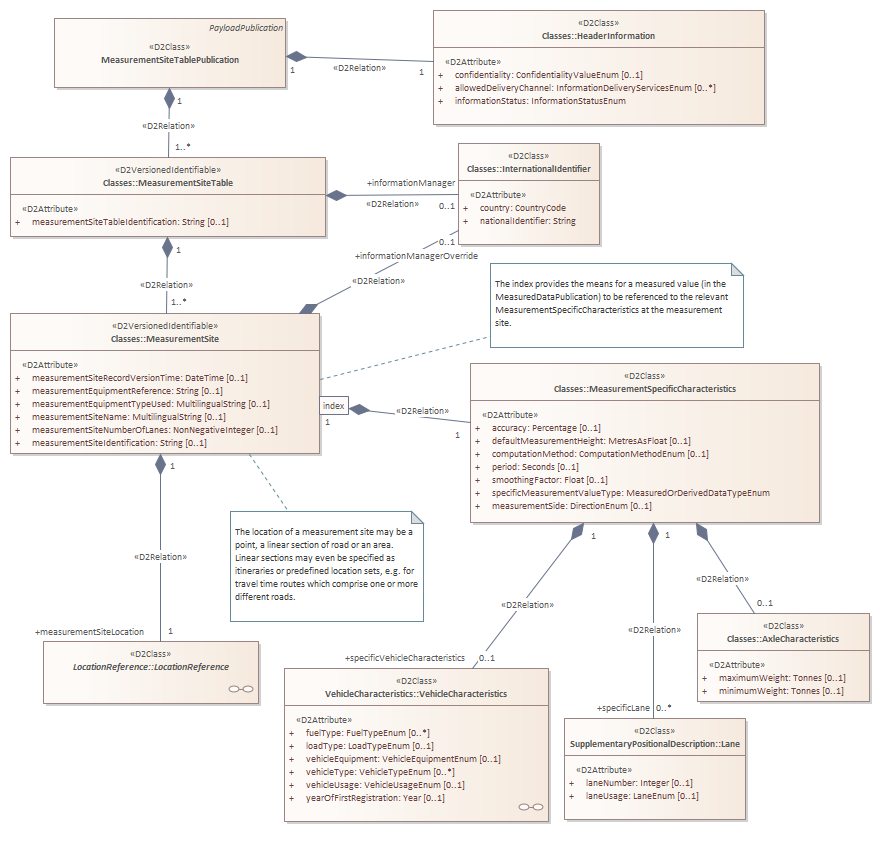 PayloadPublication
«D2Class»
MeasurementSiteTablePublication
1
«D2Relation»
1
«D2Class»
Classes::HeaderInformation
«D2Attribute»
+ confidentiality: ConfidentialityValueEnum [0..1]
+ allowedDeliveryChannel: InformationDeliveryServicesEnum [0..*]
+ informationStatus: InformationStatusEnum
1
«D2Relation»
1..*
«D2VersionedIdentifiable»
Classes::MeasurementSiteTable
«D2Attribute»
+ measurementSiteTableIdentification: String [0..1]
+informationManager
«D2Relation»
0..1
«D2Class»
Classes::InternationalIdentifier
«D2Attribute»
+ country: CountryCode
+ nationalIdentifier: String
0..1
+informationManagerOverride
«D2Relation»
1
«D2Relation»
1..*
The index provides the means for a measured value (in the
MeasuredDataPublication) to be referenced to the relevant
MeasurementSpecificCharacteristics at the measurement
site.
«D2VersionedIdentifiable»
Classes::MeasurementSite
«D2Attribute»
+ measurementSiteRecordVersionTime: DateTime [0..1]
+ measurementEquipmentReference: String [0..1]
+ measurementEquipmentTypeUsed: MultilingualString [0..1]
+ measurementSiteName: MultilingualString [0..1]
+ measurementSiteNumberOfLanes: NonNegativeInteger [0..1]
+ measurementSiteIdentification: String [0..1]
index
1
«D2Relation»
1
«D2Class»
Classes::MeasurementSpecificCharacteristics
«D2Attribute»
+ accuracy: Percentage [0..1]
+ defaultMeasurementHeight: MetresAsFloat [0..1]
+ computationMethod: ComputationMethodEnum [0..1]
+ period: Seconds [0..1]
+ smoothingFactor: Float [0..1]
+ specificMeasurementValueType: MeasuredOrDerivedDataTypeEnum
+ measurementSide: DirectionEnum [0..1]
1
«D2Relation»
+measurementSiteLocation
1
The location of a measurement site may be a
point, a linear section of road or an area.
Linear sections may even be specified as
itineraries or predefined location sets, e.g. for
travel time routes which comprise one or more
different roads.
«D2Class»
LocationReference::LocationReference
1
«D2Relation»
+specificVehicleCharacteristics
0..1
1
«D2Relation»
+specificLane
0..*
«D2Relation»
0..1
«D2Class»
Classes::AxleCharacteristics
«D2Attribute»
+ maximumWeight: Tonnes [0..1]
+ minimumWeight: Tonnes [0..1]
«D2Class»
VehicleCharacteristics::VehicleCharacteristics
«D2Attribute»
+ fuelType: FuelTypeEnum [0..*]
+ loadType: LoadTypeEnum [0..1]
+ vehicleEquipment: VehicleEquipmentEnum [0..1]
+ vehicleType: VehicleTypeEnum [0..*]
+ vehicleUsage: VehicleUsageEnum [0..1]
+ yearOfFirstRegistration: Year [0..1]
«D2Class»
SupplementaryPositionalDescription::Lane
«D2Attribute»
+ laneNumber: Integer [0..1]
+ laneUsage: LaneEnum [0..1]